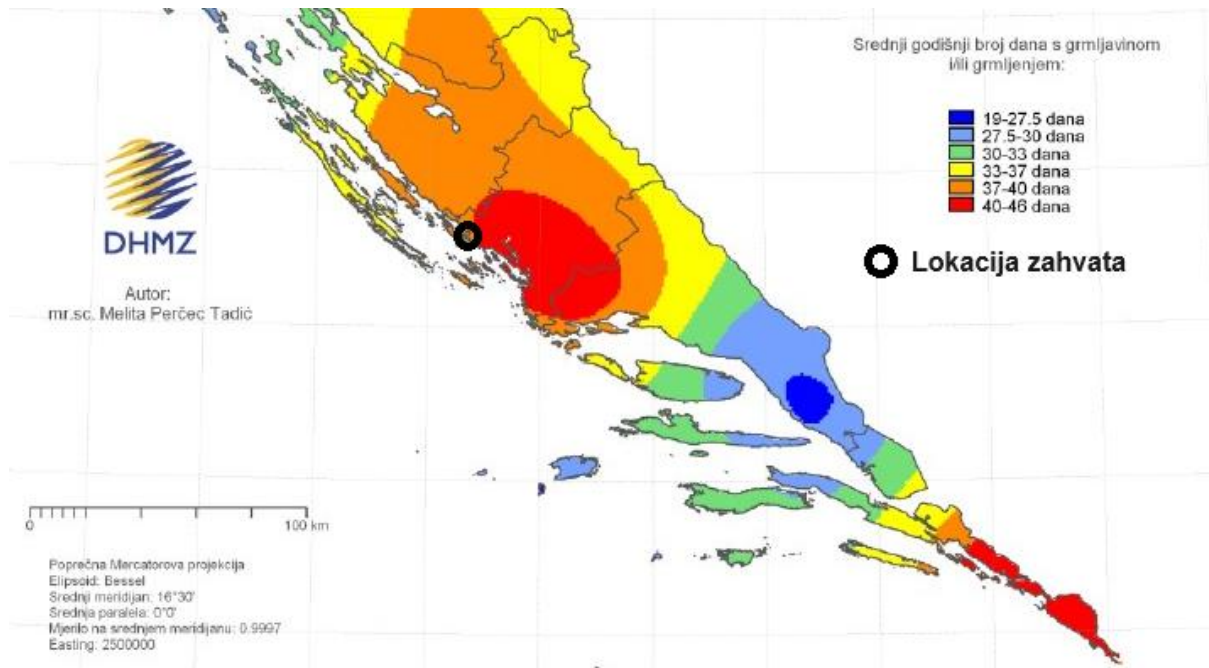 Srednji godišnji broj dana s grmljavinom
i/ili grmljenjem:
19-27.5 dana
27.5-30 dana
30-33 dana
33-37 dana
37-40 dana
40-46 dana
Lokacija zahvata
DHMZ
Autor:
mr.sc. Melita Perčec Tadić
0 100 km
Poprečna Mercatorova projekcija
Elipsoid: Bessel
Srednji meridijan: 16°30'
Srednja paralela: 0°0'
Mjerilo na srednjem meridijanu: 0.9997
Easting: 2500000